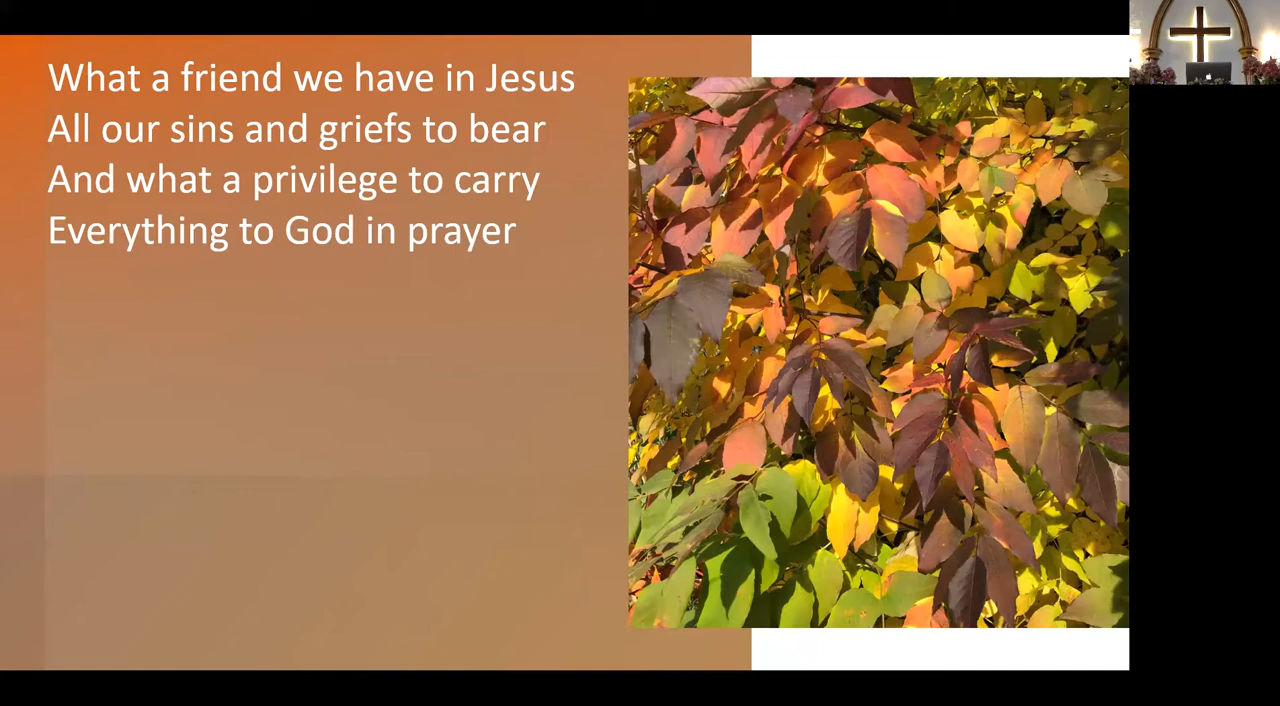 What a friend we have in Jesus
All our sins and griefs to bear
And what a privilege to carry
Everything to God in prayer